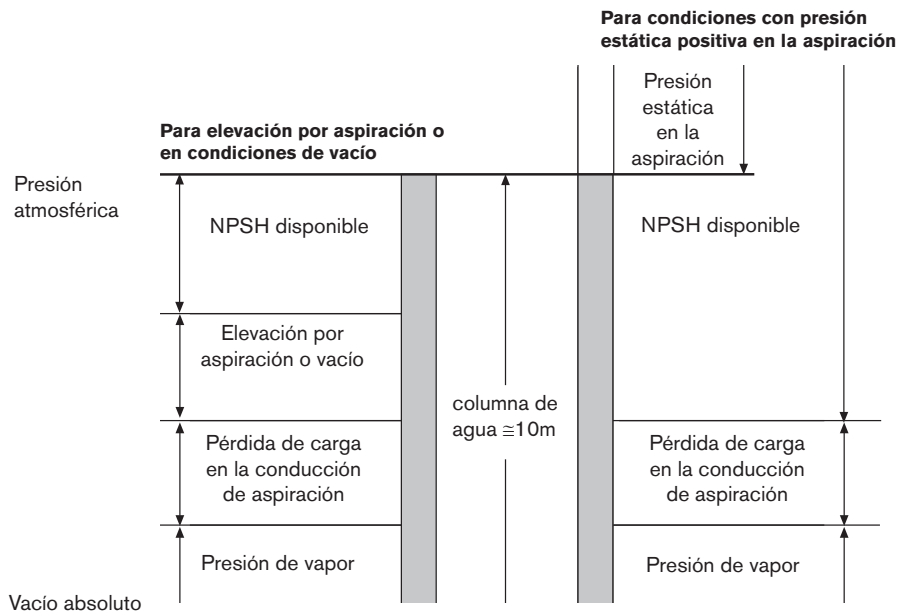 Para condiciones con presión
estática positiva en la aspiración
Presión
estática
en la
aspiración
Para elevación por aspiración o
en condiciones de vacío
Presión
atmosférica
NPSH disponible
NPSH disponible
Elevación por
aspiración o vacío
columna de
agua ≅10m
Pérdida de carga
en la conducción
de aspiración
Pérdida de carga
en la conducción
de aspiración
Presión de vapor
Presión de vapor
Vacío absoluto